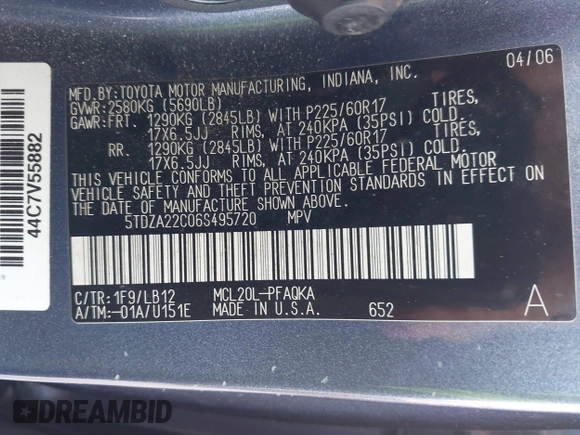 04/06
MFD.BY:TOYOTA MOTOR MANUFACTURING, INDIANA, INC.
GVWR:2580KG (5690LB)
GAWR:FRT. 1290KG (2845LB) WITH P225/60R17 TIRES,
17X6.5JJ RIMS, AT 240KPA (35PSI) COLD.
RR. 1290KG (2845LB) WITH P225/60R17 TIRES,
17X6.5JJ RIMS, AT 240KPA (35PSI) COLD.
THIS VEHICLE CONFORMS TO ALL APPLICABLE FEDERAL MOTOR
VEHICLE SAFETY AND THEFT PREVENTION STANDARDS IN EFFECT ON
THE DATE OF MANUFACTURE SHOWN ABOVE.
5TDZA22C06S495720 MPV
C/TR:1F9/LB12 MCL20L-PFAQKA
A/TM:-01A/U151E MADE IN U.S.A. 652 A
44C7V55882
DREAMBID